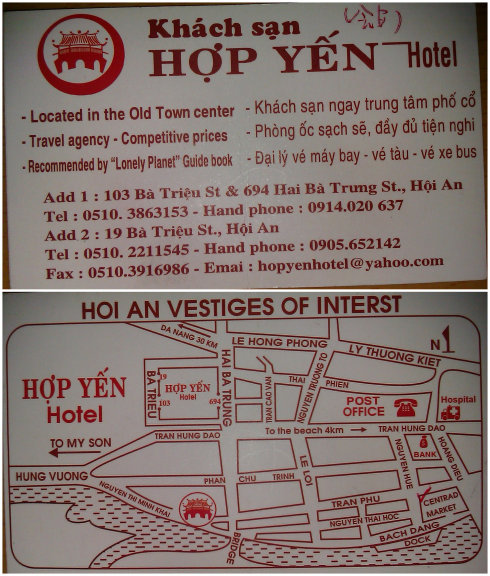 Khách sạn
HỢP YẾN Hotel
- Located in the Old Town center
- Travel agency - Competitive prices
- Recommended by "Lonely Planet" Guide book
- Khách sạn ngay trung tâm phố cổ
- Phòng ốc sạch sẽ, đầy đủ tiện nghi
- Đại lý vé máy bay - vé tàu - vé xe bus
Add 1 : 103 Bà Triệu St & 694 Hai Bà Trưng St., Hội An
Tel : 0510. 3863153 - Hand phone : 0914.020 637
Add 2 : 19 Bà Triệu St., Hội An
Tel : 0510. 2211545 - Hand phone : 0905.652142
Fax : 0510.3916986 - Emai : hopyenhotel@yahoo.com
HOI AN VESTIGES OF INTERST
DA NANG 30 KM
LE HONG PHONG
LY THUONG KIET
N
HAI BA TRUNG
BA TRIEU
19
103
694
HỢP YẾN
HOTEL
HỢP YẾN
Hotel
TRAN CAO VAN
THAI PHIEN
NGUYEN TRUONG TO
POST
OFFICE
Hospital
TO MY SON
TRAN HUNG DAO
To the beach 4km
TRAN HUNG DAO
HUNG VUONG
NGUYEN THI MINH KHAI
PHAN CHU TRINH
LE LOI
NGUYEN HUE
BANK
HOANG DIEU
TRAN PHU
NGUYEN THAI HOC
CENTRAD
MARKET
BACH DANG
DOCK
BRIDGE